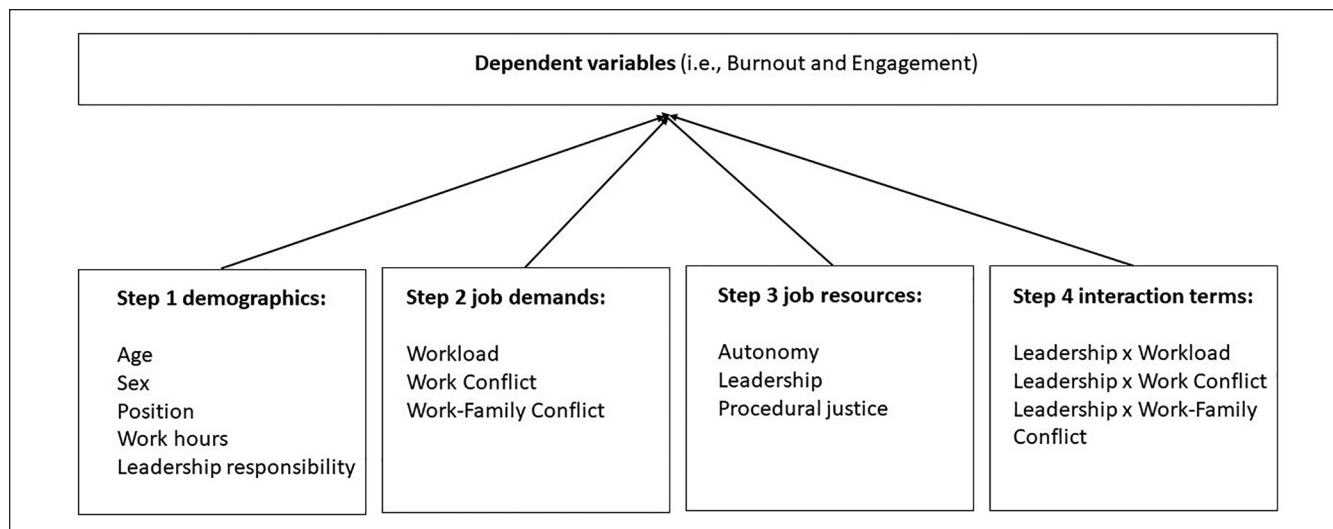 Dependent variables (i.e., Burnout and Engagement)
Step 1 demographics:
Age
Sex
Position
Work hours
Leadership responsibility
Step 2 job demands:
Workload
Work Conflict
Work-Family Conflict
Step 3 job resources:
Autonomy
Leadership
Procedural justice
Step 4 interaction terms:
Leadership x Workload
Leadership x Work Conflict
Leadership x Work-Family
Conflict